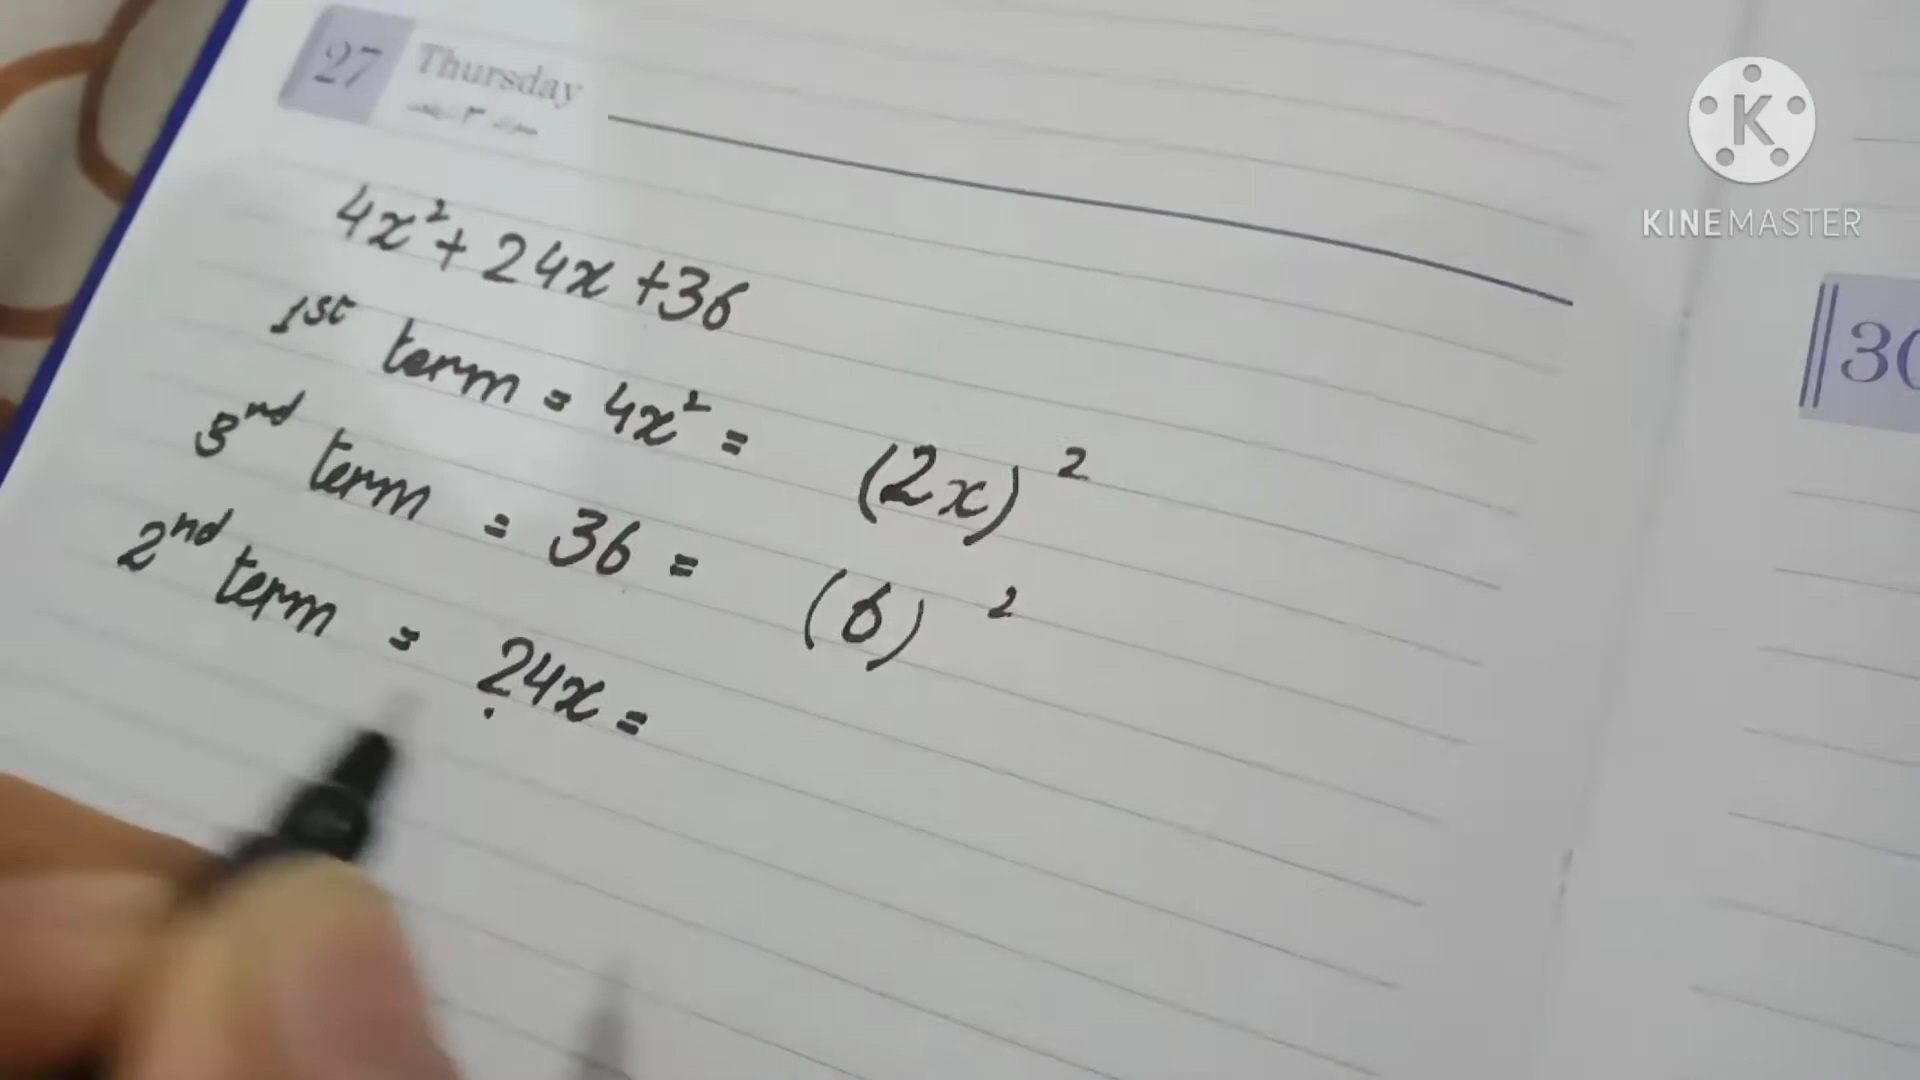 27 Thursday
4x²+ 24x +36
1st term = 4x² = (2x)²
3nd term = 36 = (6)²
2nd term = 24x =
30
K
KINEMASTER